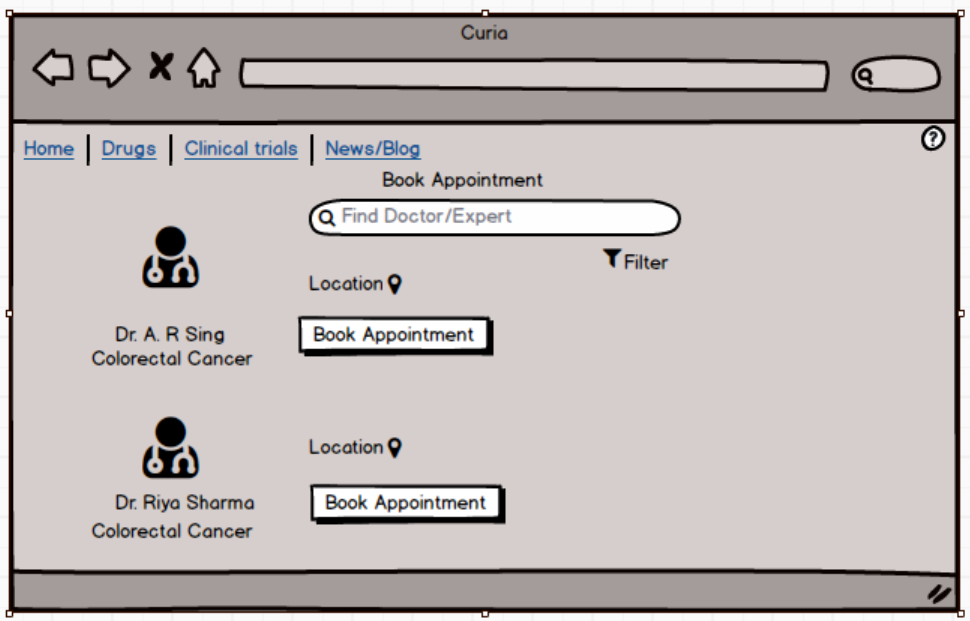 Curia
Home | Drugs | Clinical trials | News/Blog
?
Book Appointment
Find Doctor/Expert
Filter
Location
Dr. A. R Sing
Colorectal Cancer
Book Appointment
Location
Dr. Riya Sharma
Colorectal Cancer
Book Appointment